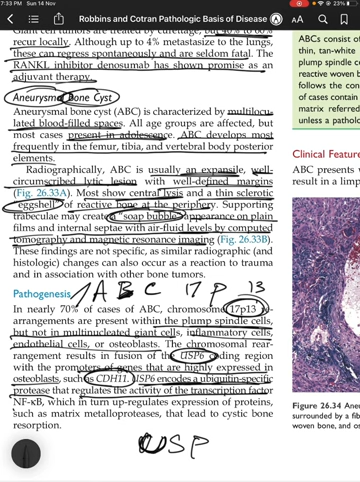 7:33 PM Sun 14 Nov
23%
Robbins and Cotran Pathologic Basis of Disease
AA
Giant cell tumors are treated by curettage, but 40% to 60%
recur locally. Although up to 4% metastasize to the lungs,
these can regress spontaneously and are seldom fatal. The
RANKL inhibitor denosumab has shown promise as an
adjuvant therapy.
Aneurysmal Bone Cyst
Aneurysmal bone cyst (ABC) is characterized by multilocu-
lated blood-filled spaces. All age groups are affected, but
most cases present in adolescence. ABC develops most
frequently in the femur, tibia, and vertebral body posterior
elements.
Radiographically, ABC is usually an expansile, well-
circumscribed lytic lesion with well-defined margins
(Fig. 26.33A). Most show central lysis and a thin sclerotic
"eggshell" of reactive bone at the periphery. Supporting
trabeculae may create a "soap bubble" appearance on plain
films and internal septae with air-fluid levels by computed
tomography and magnetic resonance imaging (Fig. 26.33B).
These findings are not specific, as similar radiographic (and
histologic) changes can also occur as a reaction to trauma
and in association with other bone tumors.
Pathogenesis
A B C 17 P 13
In nearly 70% of cases of ABC, chromosome 17p13 re-
arrangements are present within the plump spindle cells,
but not in multinucleated giant cells, inflammatory cells,
endothelial cells, or osteoblasts. The chromosomal rear-
rangement results in fusion of the USP6 coding region
with the promoters of genes that are highly expressed in
osteoblasts, such as CDH11. USP6 encodes a ubiquitin-specific
protease that regulates the activity of the transcription factor
NF-κB, which in turn up-regulates expression of proteins,
such as matrix metalloproteases, that lead to cystic bone
resorption.
USP
ABCs consist of
thin, tan-white
plump spindle c
reactive woven b
follows the con
of cases contain
matrix referred
unless a patholo
Clinical Feature
ABC presents
result in a limp
Figure 26.34 Aneu
surrounded by a fib
woven bone, and os